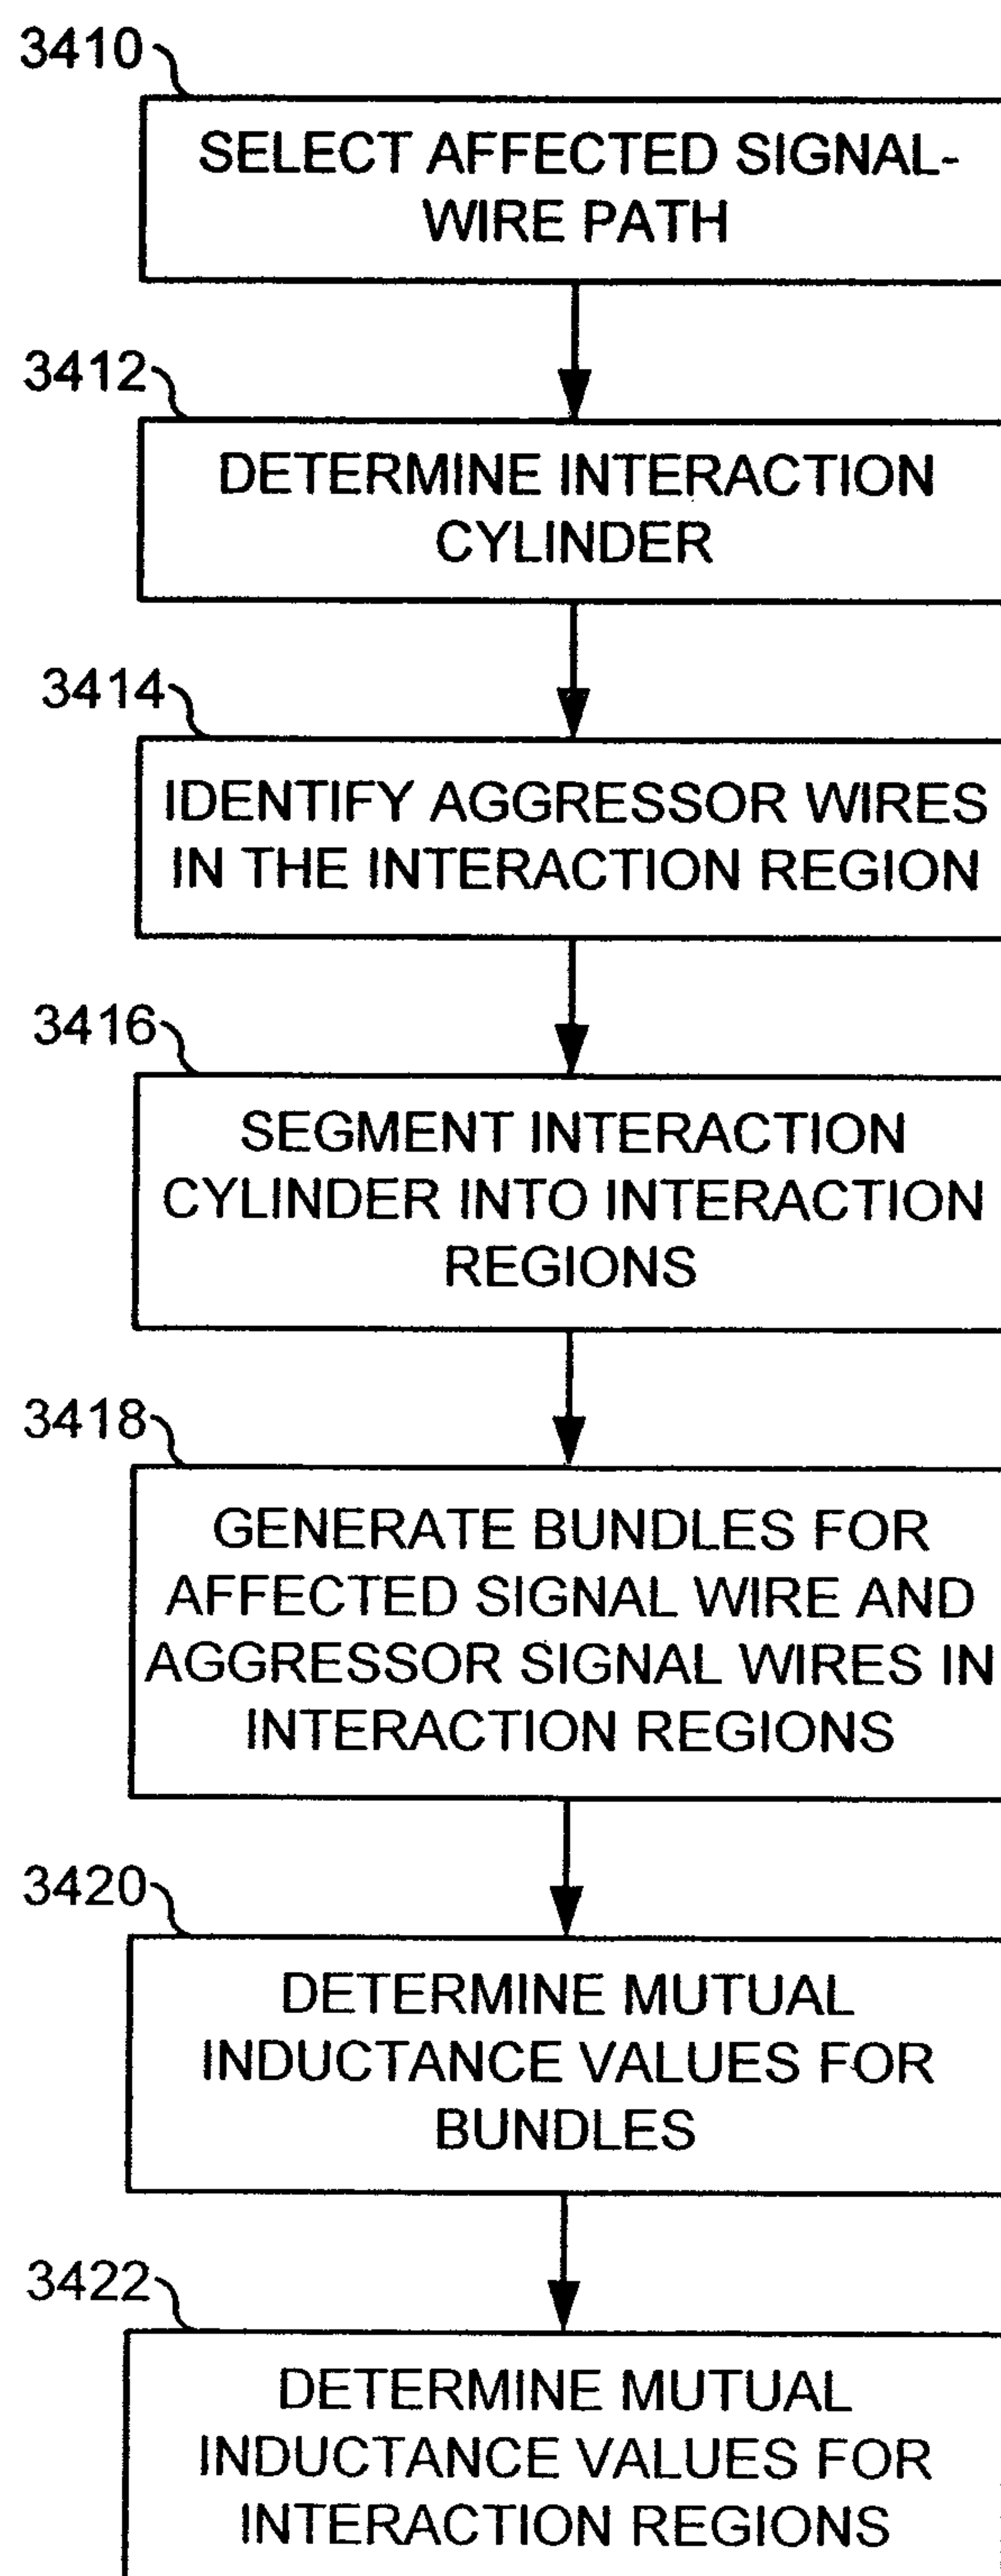 3410
SELECT AFFECTED SIGNAL-
WIRE PATH
3412
DETERMINE INTERACTION
CYLINDER
3414
IDENTIFY AGGRESSOR WIRES
IN THE INTERACTION REGION
3416
SEGMENT INTERACTION
CYLINDER INTO INTERACTION
REGIONS
3418
GENERATE BUNDLES FOR
AFFECTED SIGNAL WIRE AND
AGGRESSOR SIGNAL WIRES IN
INTERACTION REGIONS
3420
DETERMINE MUTUAL
INDUCTANCE VALUES FOR
BUNDLES
3422
DETERMINE MUTUAL
INDUCTANCE VALUES FOR
INTERACTION REGIONS